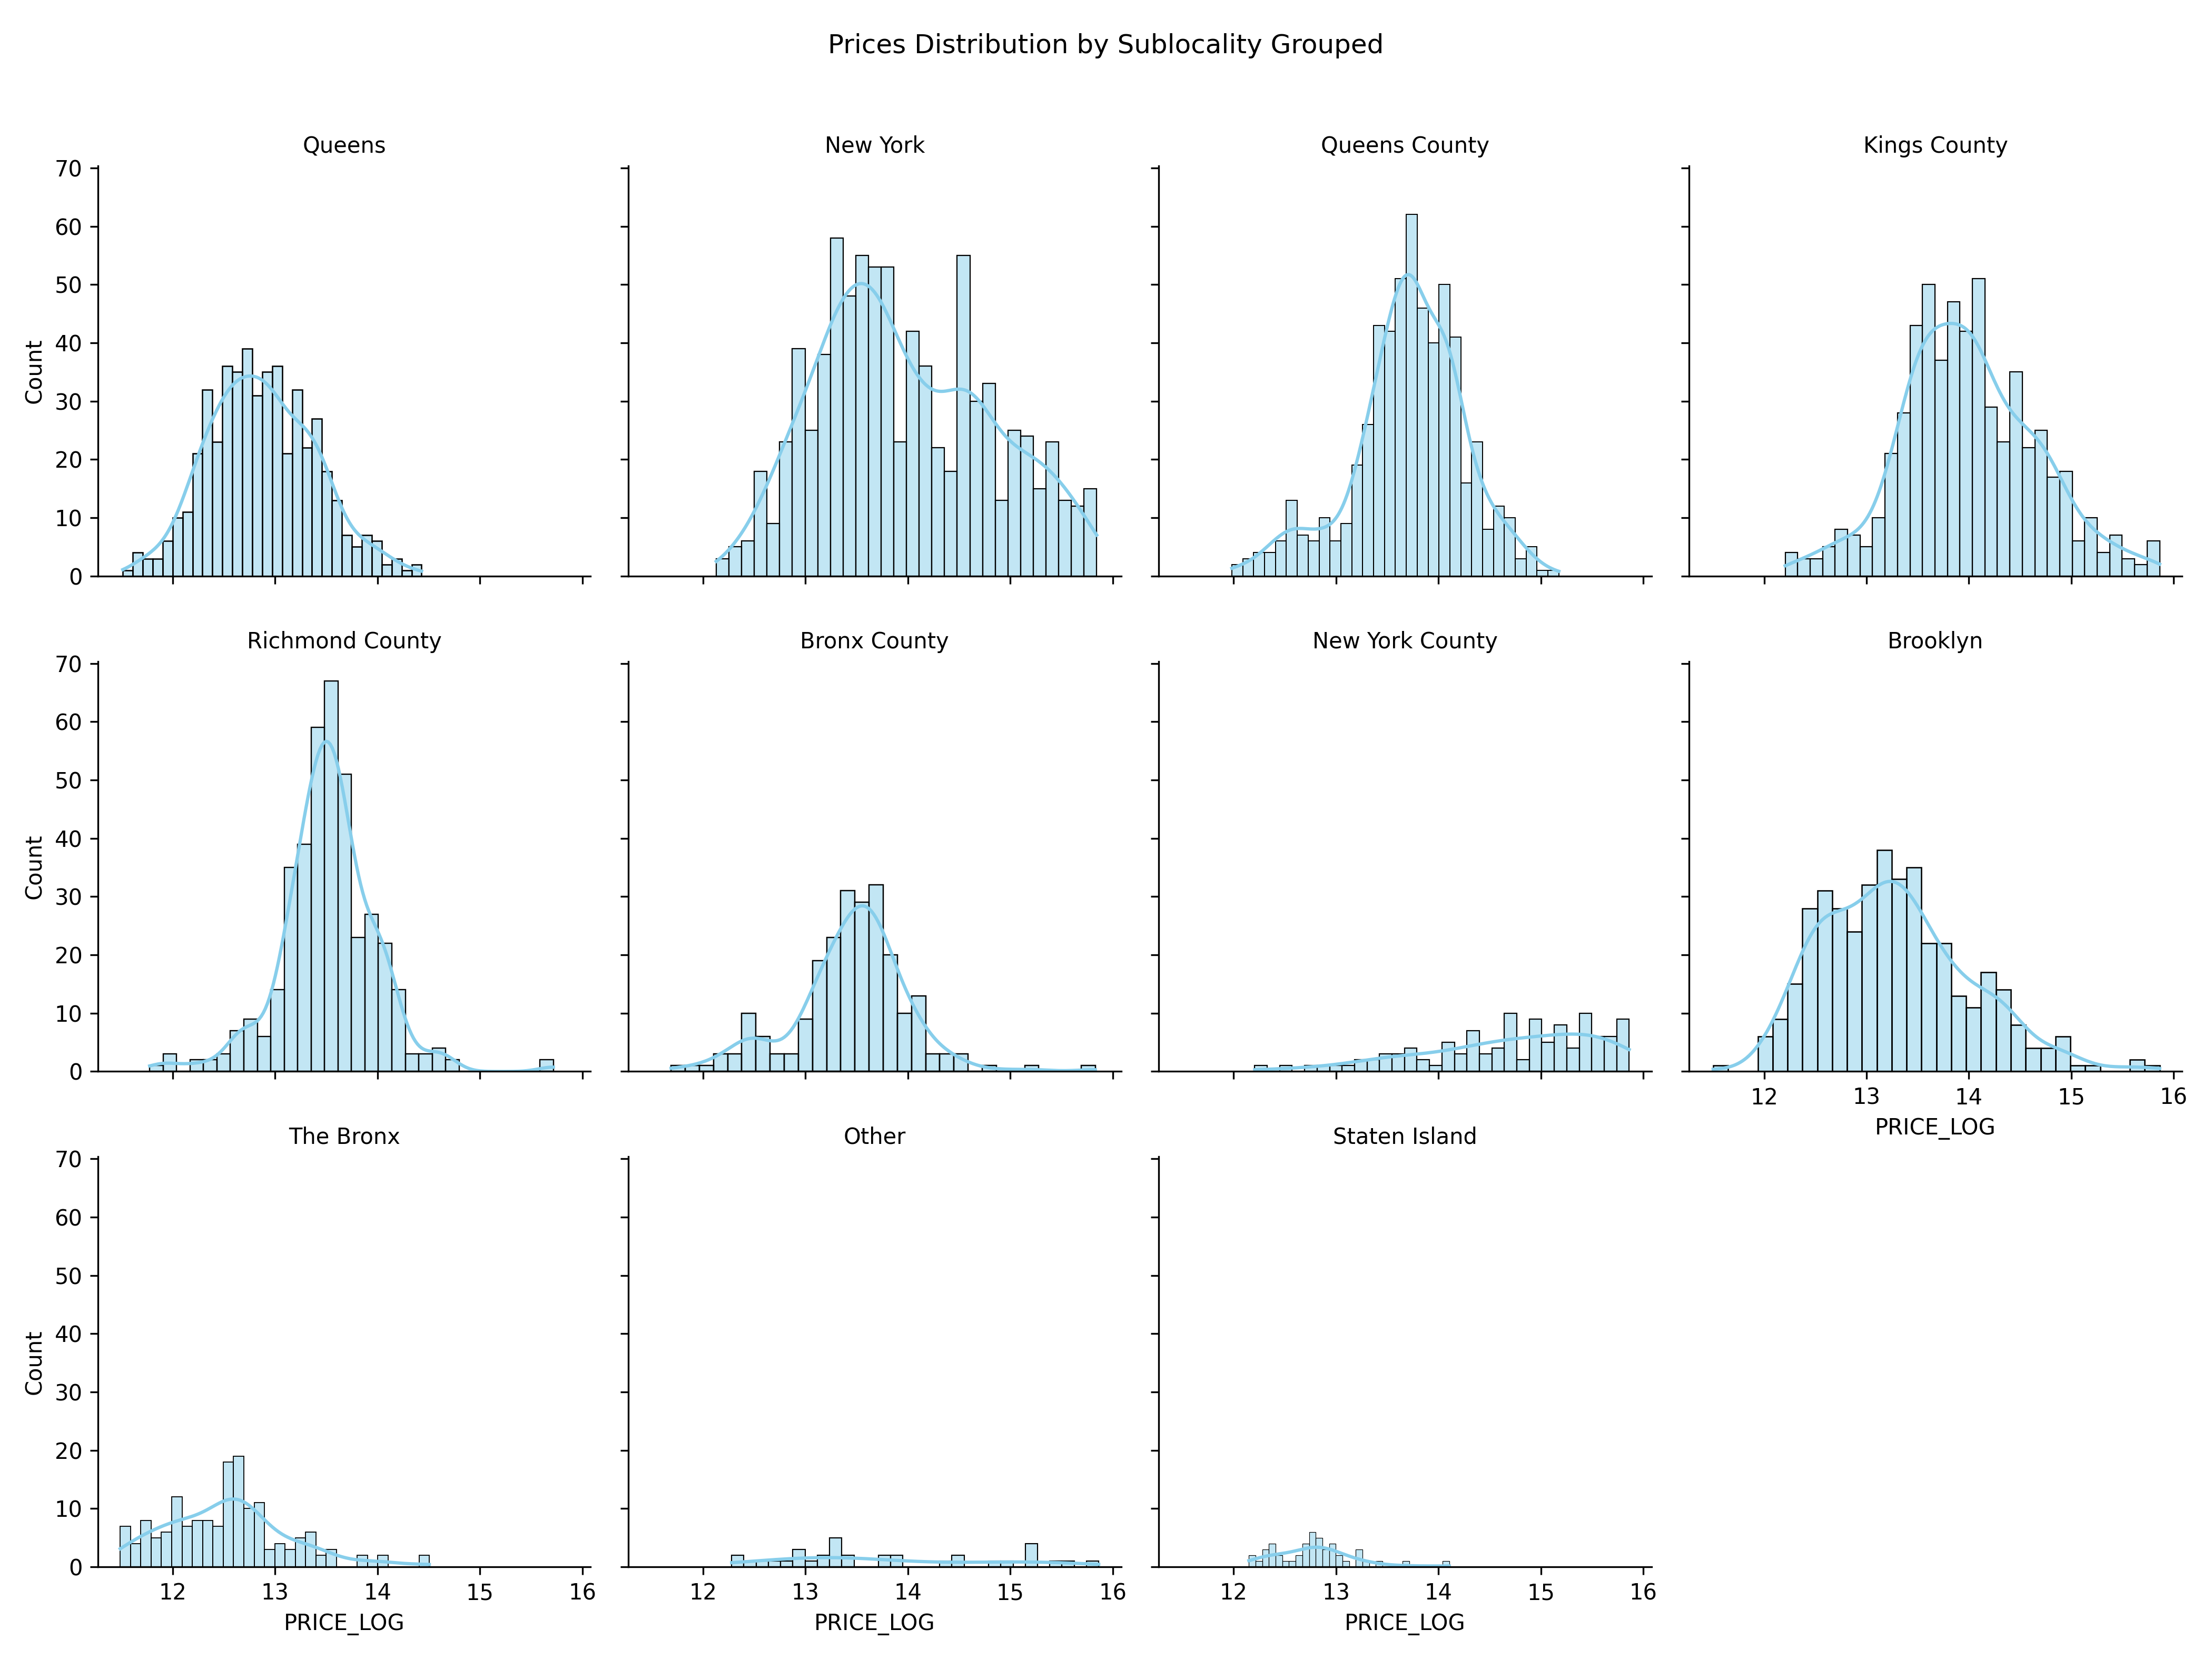 Prices Distribution by Sublocality Grouped
Queens
New York
Queens County
Kings County
70
60
50
40
30
20
10
0
Count
Richmond County
Bronx County
New York County
Brooklyn
70
60
50
40
30
20
10
0
Count
12 13 14 15 16
PRICE_LOG
The Bronx
Other
Staten Island
70
60
50
40
30
20
10
0
Count
12 13 14 15 16
PRICE_LOG
12 13 14 15 16
PRICE_LOG
12 13 14 15 16
PRICE_LOG